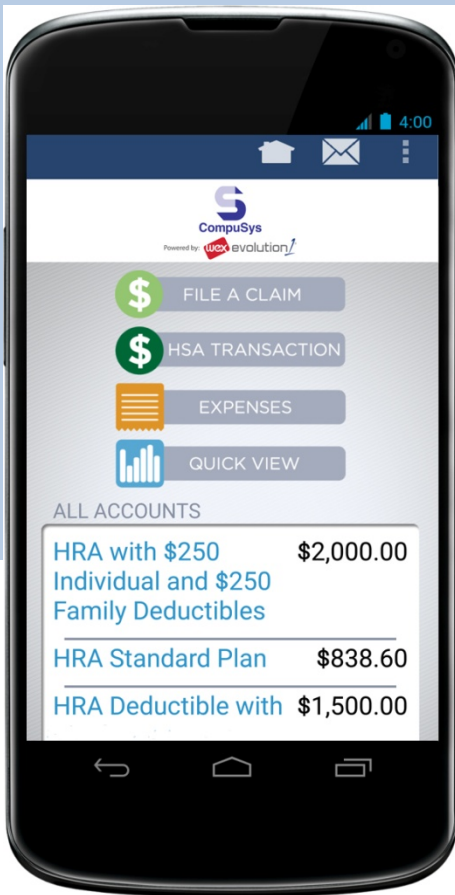 4:00
CompuSys
Powered by: wex evolution1
FILE A CLAIM
HSA TRANSACTION
EXPENSES
QUICK VIEW
ALL ACCOUNTS
HRA with $250 $2,000.00
Individual and $250
Family Deductibles
HRA Standard Plan $838.60
HRA Deductible with $1,500.00